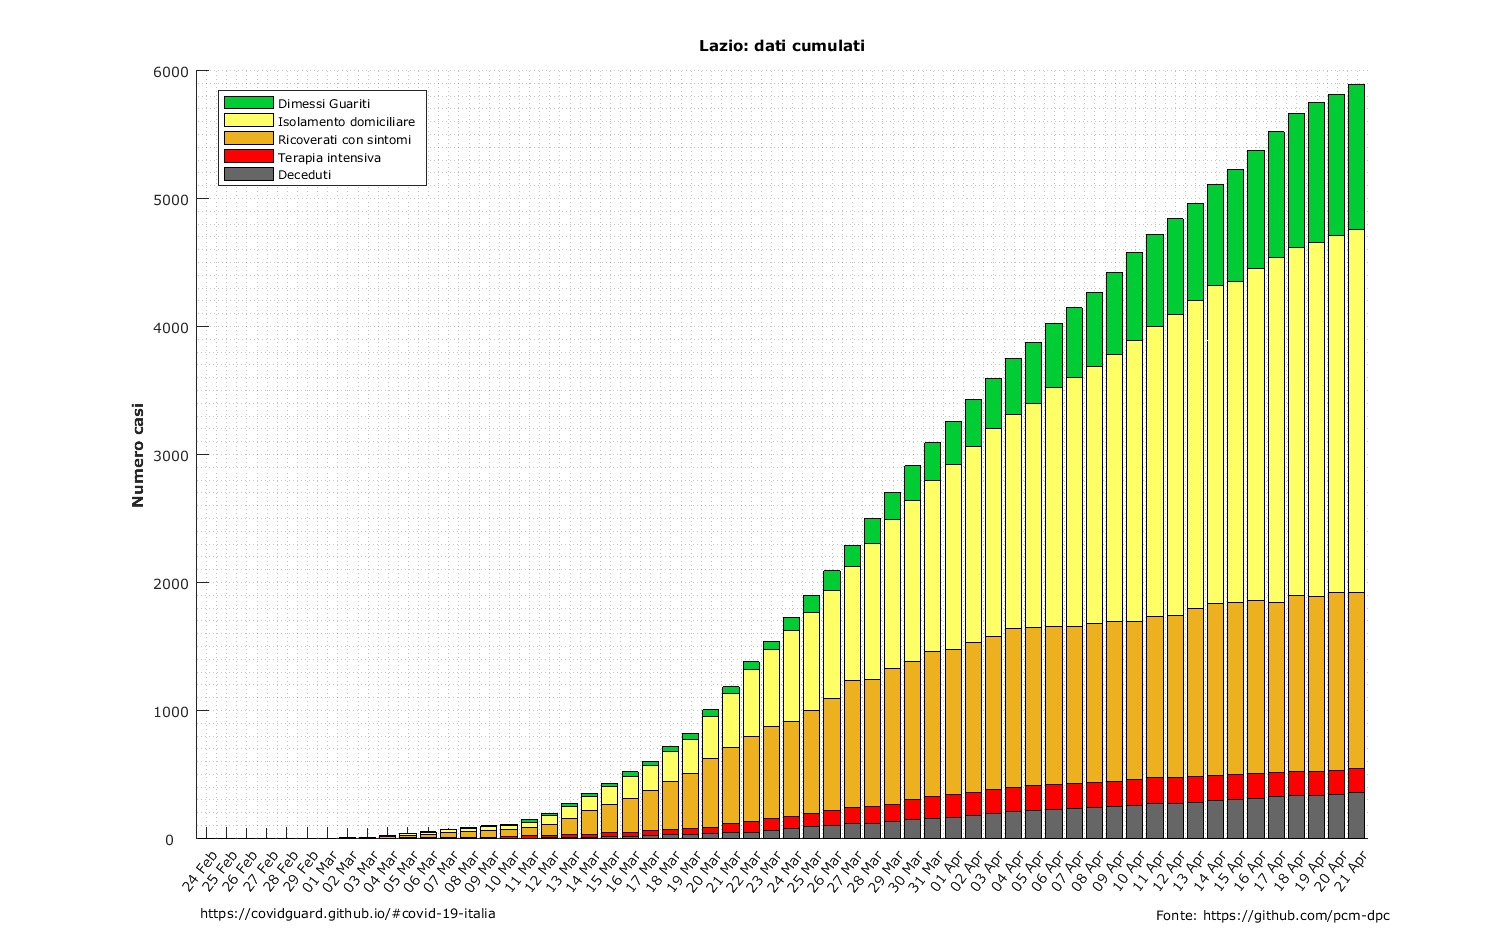 Lazio: dati cumulati
6000
5000
4000
3000
2000
1000
0
Numero casi
Dimessi Guariti
Isolamento domiciliare
Ricoverati con sintomi
Terapia intensiva
Deceduti
24 Feb
25 Feb
26 Feb
27 Feb
28 Feb
29 Feb
01 Mar
02 Mar
03 Mar
04 Mar
05 Mar
06 Mar
07 Mar
08 Mar
09 Mar
10 Mar
11 Mar
12 Mar
13 Mar
14 Mar
15 Mar
16 Mar
17 Mar
18 Mar
19 Mar
20 Mar
21 Mar
22 Mar
23 Mar
24 Mar
25 Mar
26 Mar
27 Mar
28 Mar
29 Mar
30 Mar
31 Mar
01 Apr
02 Apr
03 Apr
04 Apr
05 Apr
06 Apr
07 Apr
08 Apr
09 Apr
10 Apr
11 Apr
12 Apr
13 Apr
14 Apr
15 Apr
16 Apr
17 Apr
18 Apr
19 Apr
20 Apr
21 Apr
https://covidguard.github.io/#covid-19-italia
Fonte: https://github.com/pcm-dpc